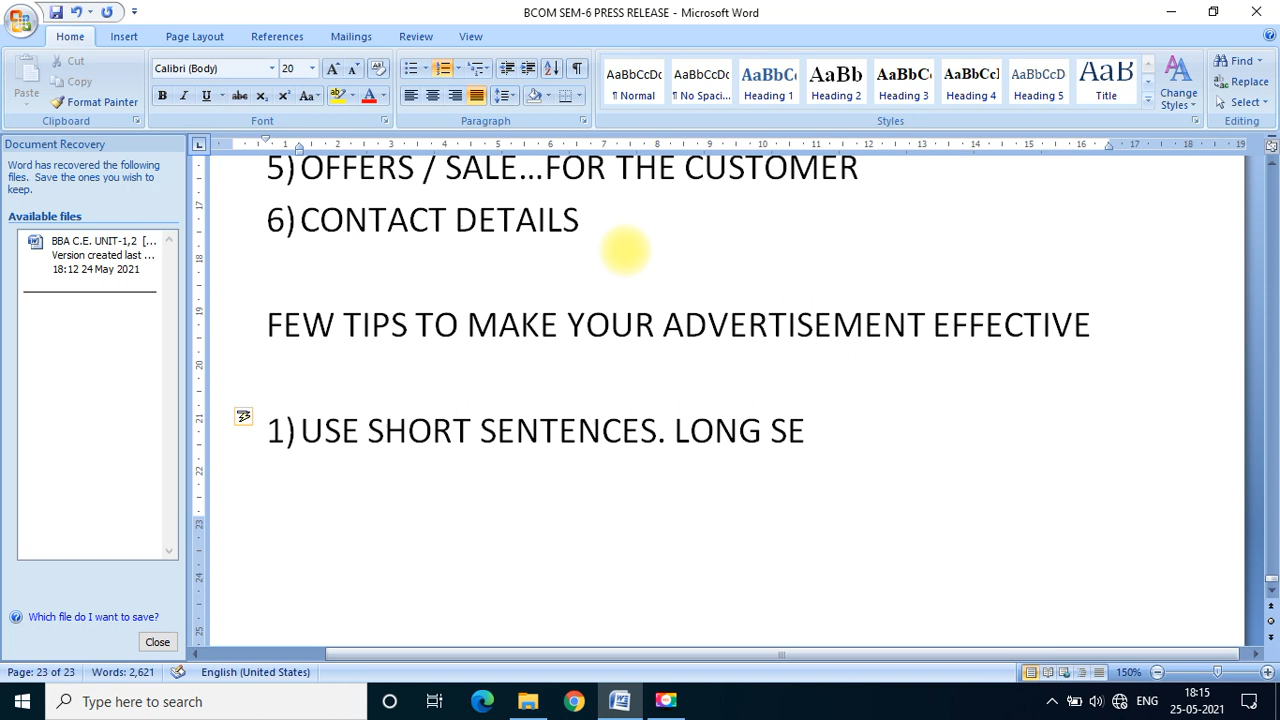 BCOM SEM-6 PRESS RELEASE - Microsoft Word
Home Insert Page Layout References Mailings Review View
Paste
Cut
Copy
Format Painter
Clipboard
Calibri (Body) 20
Font
Paragraph
AaBbCcDc AaBbCcDc AaBbC AaBb AaBbCc AaBbCcI AaBbCcD AaB
¶ Normal ¶ No Spaci... Heading 1 Heading 2 Heading 3 Heading 4 Heading 5 Title
Change Styles
Styles
Find
Replace
Select
Editing
Document Recovery
Word has recovered the following
files. Save the ones you wish to
keep.
Available files
BBA C.E. UNIT-1,2 [...
Version created last ...
18:12 24 May 2021
Which file do I want to save?
Close
5) OFFERS / SALE...FOR THE CUSTOMER
6) CONTACT DETAILS
FEW TIPS TO MAKE YOUR ADVERTISEMENT EFFECTIVE
1) USE SHORT SENTENCES. LONG SE
Page: 23 of 23 Words: 2,621 English (United States) 150%
Type here to search
ENG
18:15
25-05-2021